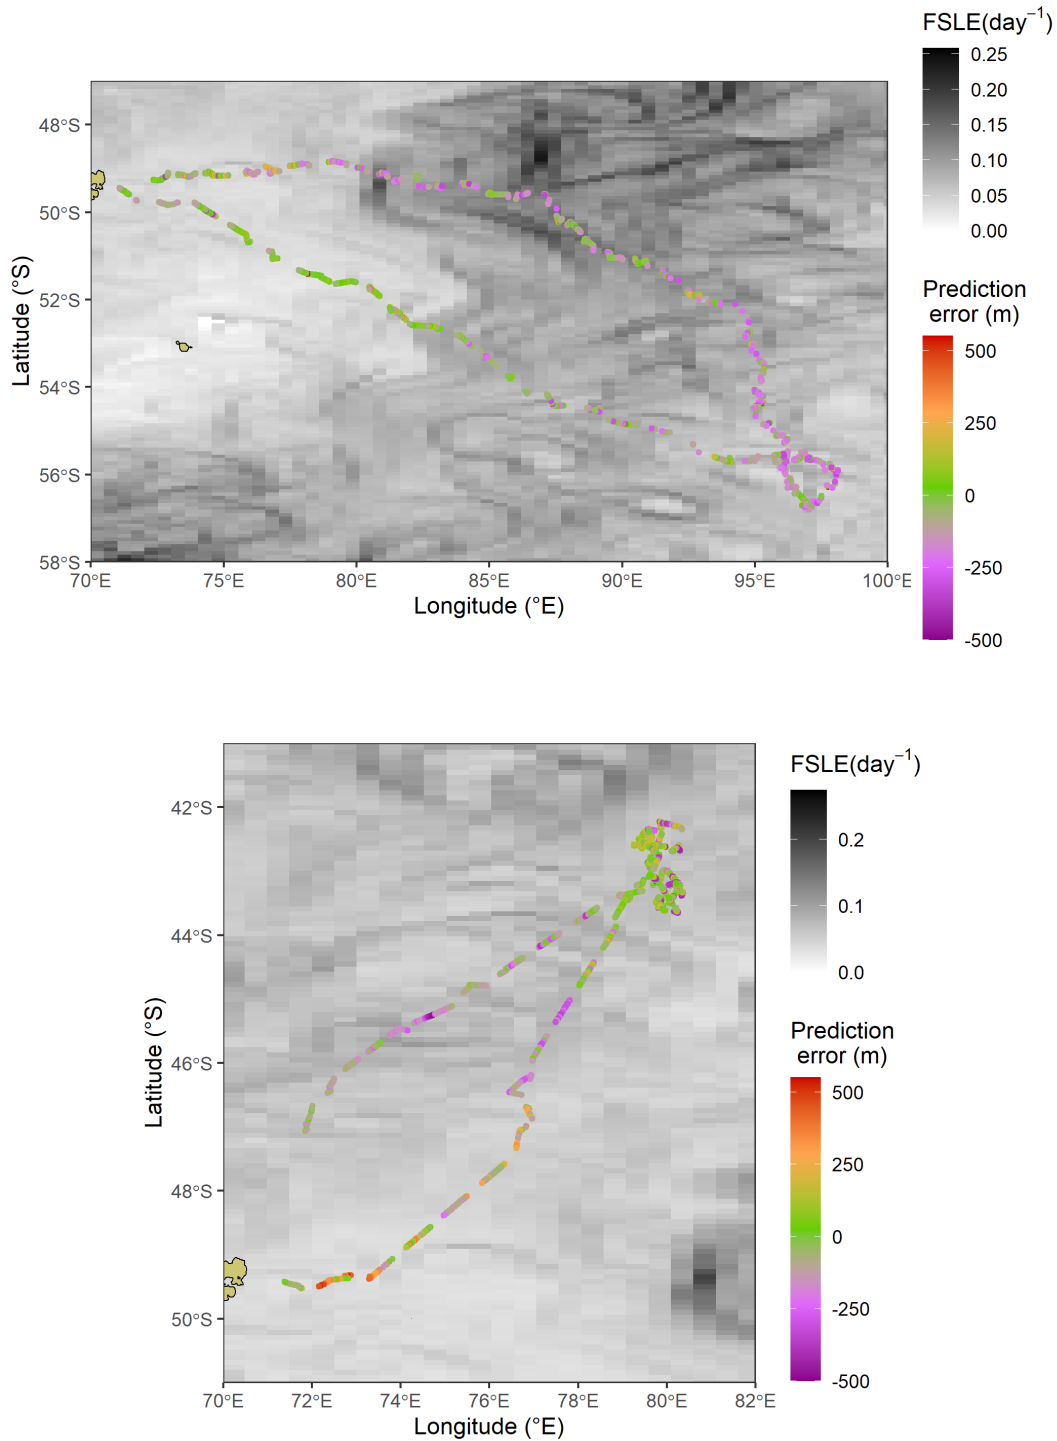 FSLE(day⁻¹)
0.25
0.20
0.15
0.10
0.05
0.00
48°S
50°S
52°S
54°S
56°S
58°S
Latitude (°S)
70°E 75°E 80°E 85°E 90°E 95°E 100°E
Longitude (°E)
Prediction
error (m)
500
250
0
-250
-500
FSLE(day⁻¹)
0.2
0.1
0.0
42°S
44°S
46°S
48°S
50°S
Latitude (°S)
70°E 72°E 74°E 76°E 78°E 80°E 82°E
Longitude (°E)
Prediction
error (m)
500
250
0
-250
-500